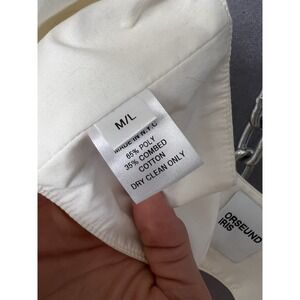 M/L
MADE IN N.Y.C
65% POLY
35% COMBED
COTTON
DRY CLEAN ONLY
ORSEUND
IRIS